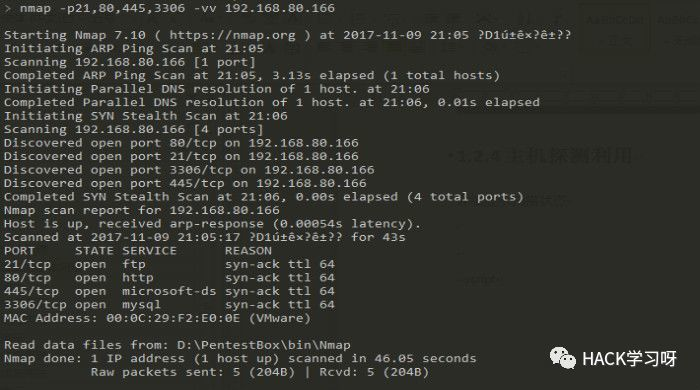 > nmap -p21,80,445,3306 -vv 192.168.80.166
Starting Nmap 7.10 ( https://nmap.org ) at 2017-11-09 21:05 ?D1ú±ê×?ê±??
Initiating ARP Ping Scan at 21:05
Scanning 192.168.80.166 [1 port]
Completed ARP Ping Scan at 21:05, 3.13s elapsed (1 total hosts)
Initiating Parallel DNS resolution of 1 host. at 21:06
Completed Parallel DNS resolution of 1 host. at 21:06, 0.01s elapsed
Initiating SYN Stealth Scan at 21:06
Scanning 192.168.80.166 [4 ports]
Discovered open port 80/tcp on 192.168.80.166
Discovered open port 21/tcp on 192.168.80.166
Discovered open port 3306/tcp on 192.168.80.166
Discovered open port 445/tcp on 192.168.80.166
Completed SYN Stealth Scan at 21:06, 0.00s elapsed (4 total ports)
Nmap scan report for 192.168.80.166
Host is up, received arp-response (0.00054s latency).
Scanned at 2017-11-09 21:05:17 ?D1ú±ê×?ê±?? for 43s
PORT STATE SERVICE REASON
21/tcp open ftp syn-ack ttl 64
80/tcp open http syn-ack ttl 64
445/tcp open microsoft-ds syn-ack ttl 64
3306/tcp open mysql syn-ack ttl 64
MAC Address: 00:0C:29:F2:E0:0E (VMware)
Read data files from: D:\PentestBox\bin\Nmap
Nmap done: 1 IP address (1 host up) scanned in 46.05 seconds
Raw packets sent: 5 (204B) | Rcvd: 5 (204B)
1.2.4 主机探测利用
HACK学习呀